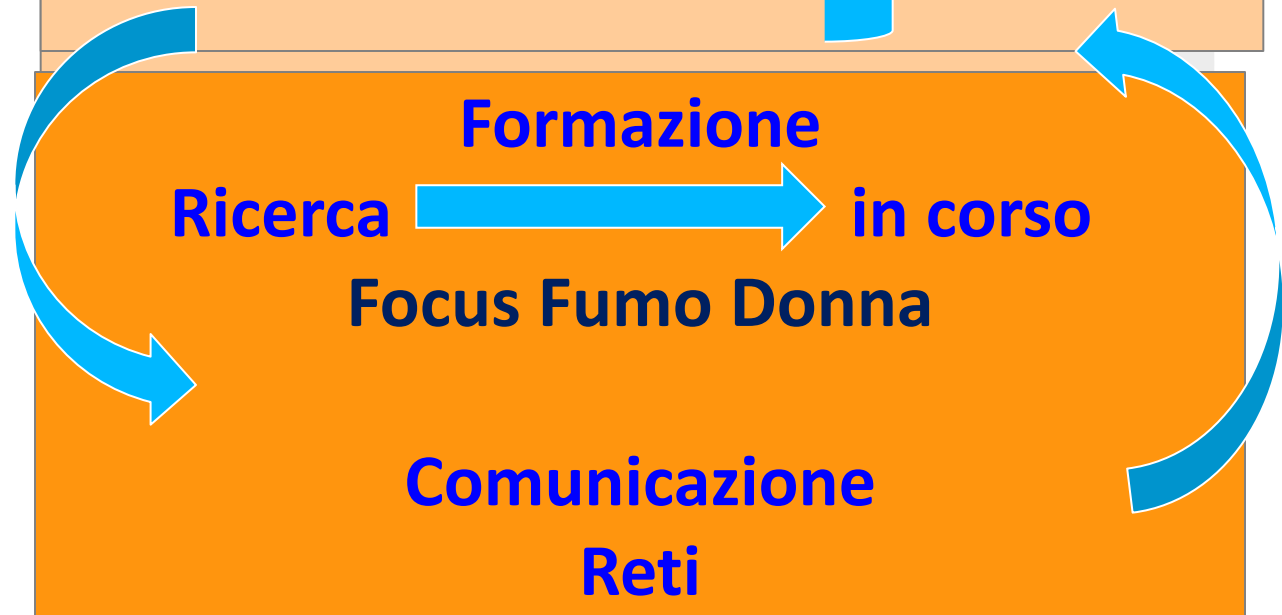 Formazione
Ricerca in corso
Focus Fumo Donna
Comunicazione
Reti